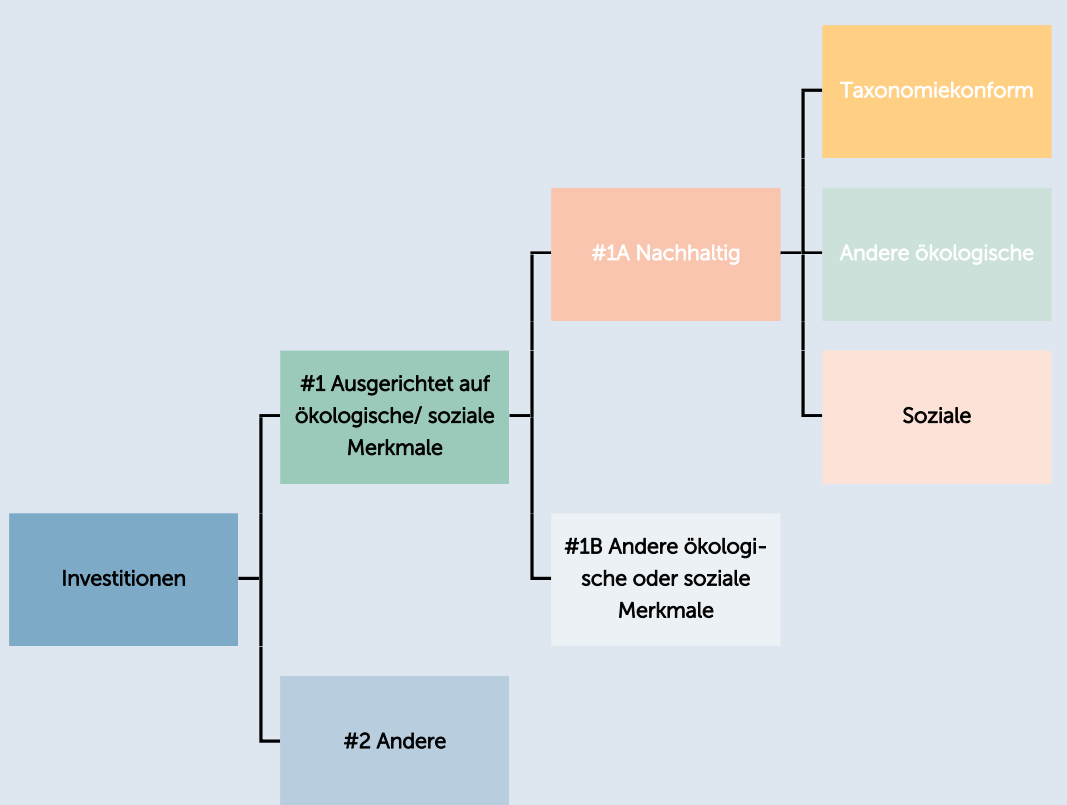 Taxonomiekonform
#1A Nachhaltig
Andere ökologische
#1 Ausgerichtet auf
ökologische/ soziale
Merkmale
Soziale
Investitionen
#1B Andere ökologi-
sche oder soziale
Merkmale
#2 Andere